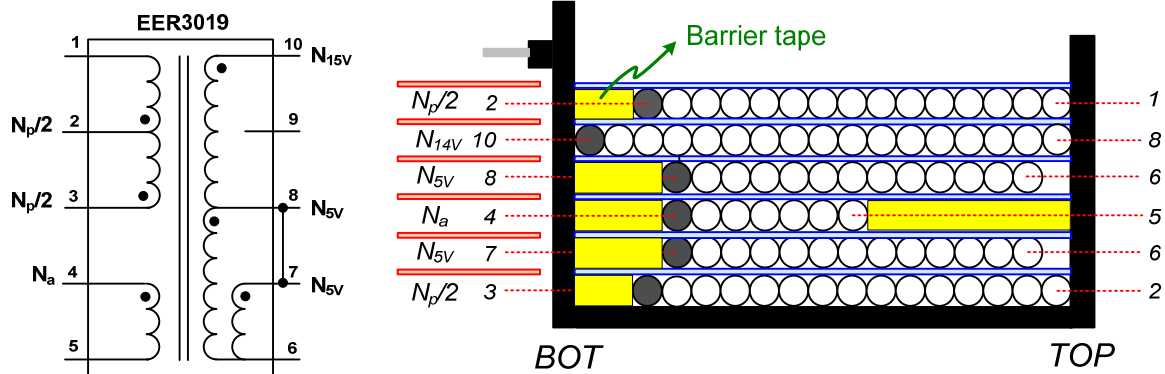 EER3019
1
10
N15V
Np/2
2
9
Np/2
3
8
N5V
Na
4
7
N5V
5
6
Barrier tape
Np/2 2 1
N14V 10 8
N5V 8 6
Na 4 5
N5V 7 6
Np/2 3 2
BOT
TOP